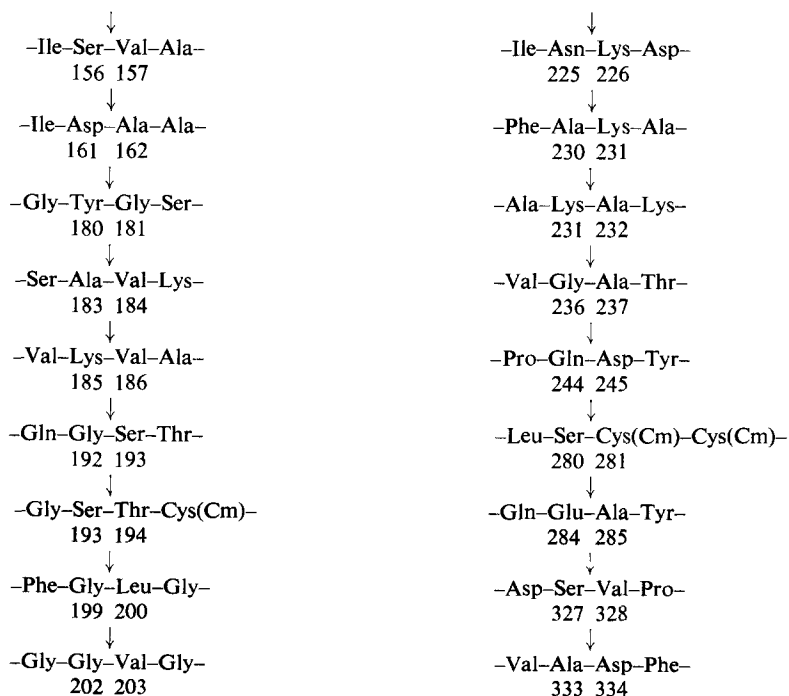 ↓
–Ile–Ser–Val–Ala–
156 157
↓
–Ile–Asp–Ala–Ala–
161 162
↓
–Gly–Tyr–Gly–Ser–
180 181
↓
–Ser–Ala–Val–Lys–
183 184
↓
–Val–Lys–Val–Ala–
185 186
↓
–Gln–Gly–Ser–Thr–
192 193
↓
–Gly–Ser–Thr–Cys(Cm)–
193 194
↓
–Phe–Gly–Leu–Gly–
199 200
↓
–Gly–Gly–Val–Gly–
202 203
↓
–Ile–Asn–Lys–Asp–
225 226
↓
–Phe–Ala–Lys–Ala–
230 231
↓
–Ala–Lys–Ala–Lys–
231 232
↓
–Val–Gly–Ala–Thr–
236 237
↓
–Pro–Gln–Asp–Tyr–
244 245
↓
–Leu–Ser–Cys(Cm)–Cys(Cm)–
280 281
↓
–Gln–Glu–Ala–Tyr–
284 285
↓
–Asp–Ser–Val–Pro–
327 328
↓
–Val–Ala–Asp–Phe–
333 334